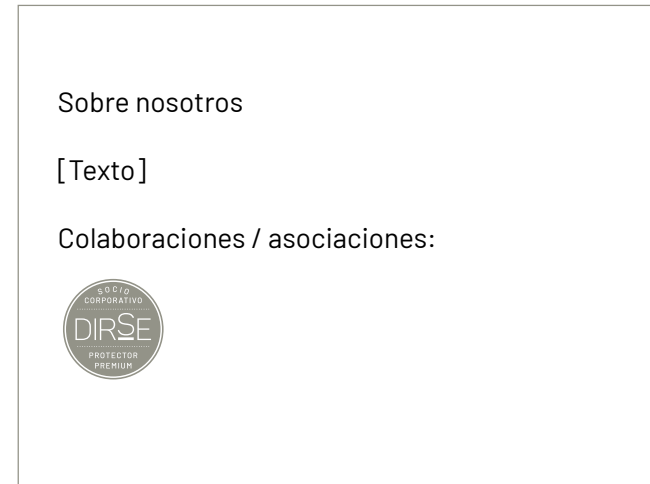 Sobre nosotros
[Texto]
Colaboraciones / asociaciones:
SOCIO
CORPORATIVO
DIRSE
PROTECTOR
PREMIUM